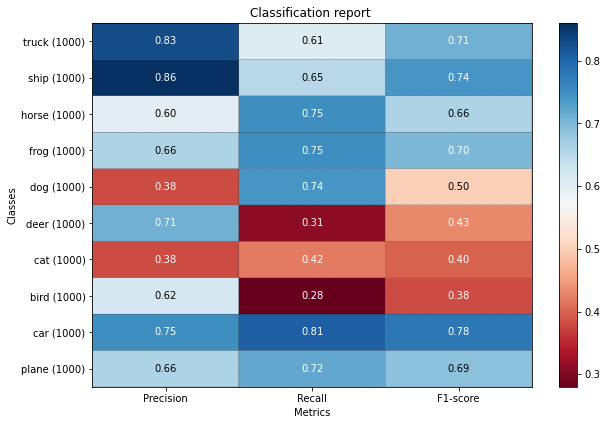 Classification report
truck (1000) 0.83 0.61 0.71
ship (1000) 0.86 0.65 0.74
horse (1000) 0.60 0.75 0.66
frog (1000) 0.66 0.75 0.70
dog (1000) 0.38 0.74 0.50
deer (1000) 0.71 0.31 0.43
cat (1000) 0.38 0.42 0.40
bird (1000) 0.62 0.28 0.38
car (1000) 0.75 0.81 0.78
plane (1000) 0.66 0.72 0.69
Precision Recall F1-score
Metrics
Classes
0.8
0.7
0.6
0.5
0.4
0.3